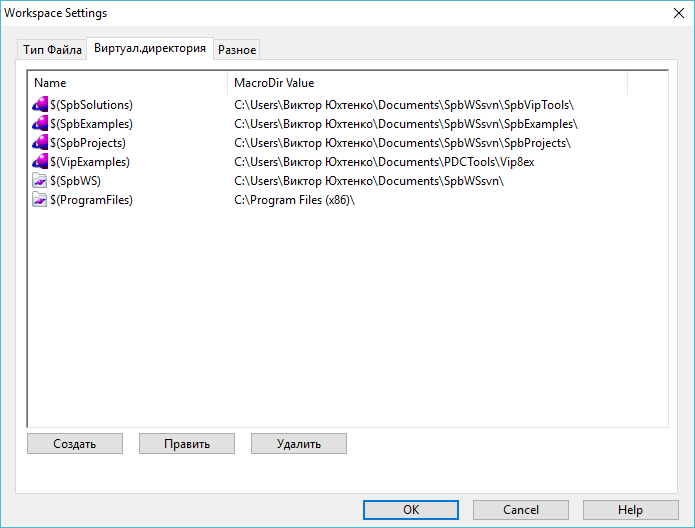 Workspace Settings
Тип Файла Виртуал.директория Разное
Name MacroDir Value
$(SpbSolutions) C:\Users\Виктор Юхтенко\Documents\SpbWSsvn\SpbVipTools\
$(SpbExamples) C:\Users\Виктор Юхтенко\Documents\SpbWSsvn\SpbExamples\
$(SpbProjects) C:\Users\Виктор Юхтенко\Documents\SpbWSsvn\SpbProjects\
$(VipExamples) C:\Users\Виктор Юхтенко\Documents\PDCTools\Vip8ex
$(SpbWS) C:\Users\Виктор Юхтенко\Documents\SpbWSsvn\
$(ProgramFiles) C:\Program Files (x86)\
Создать Править Удалить
OK Cancel Help